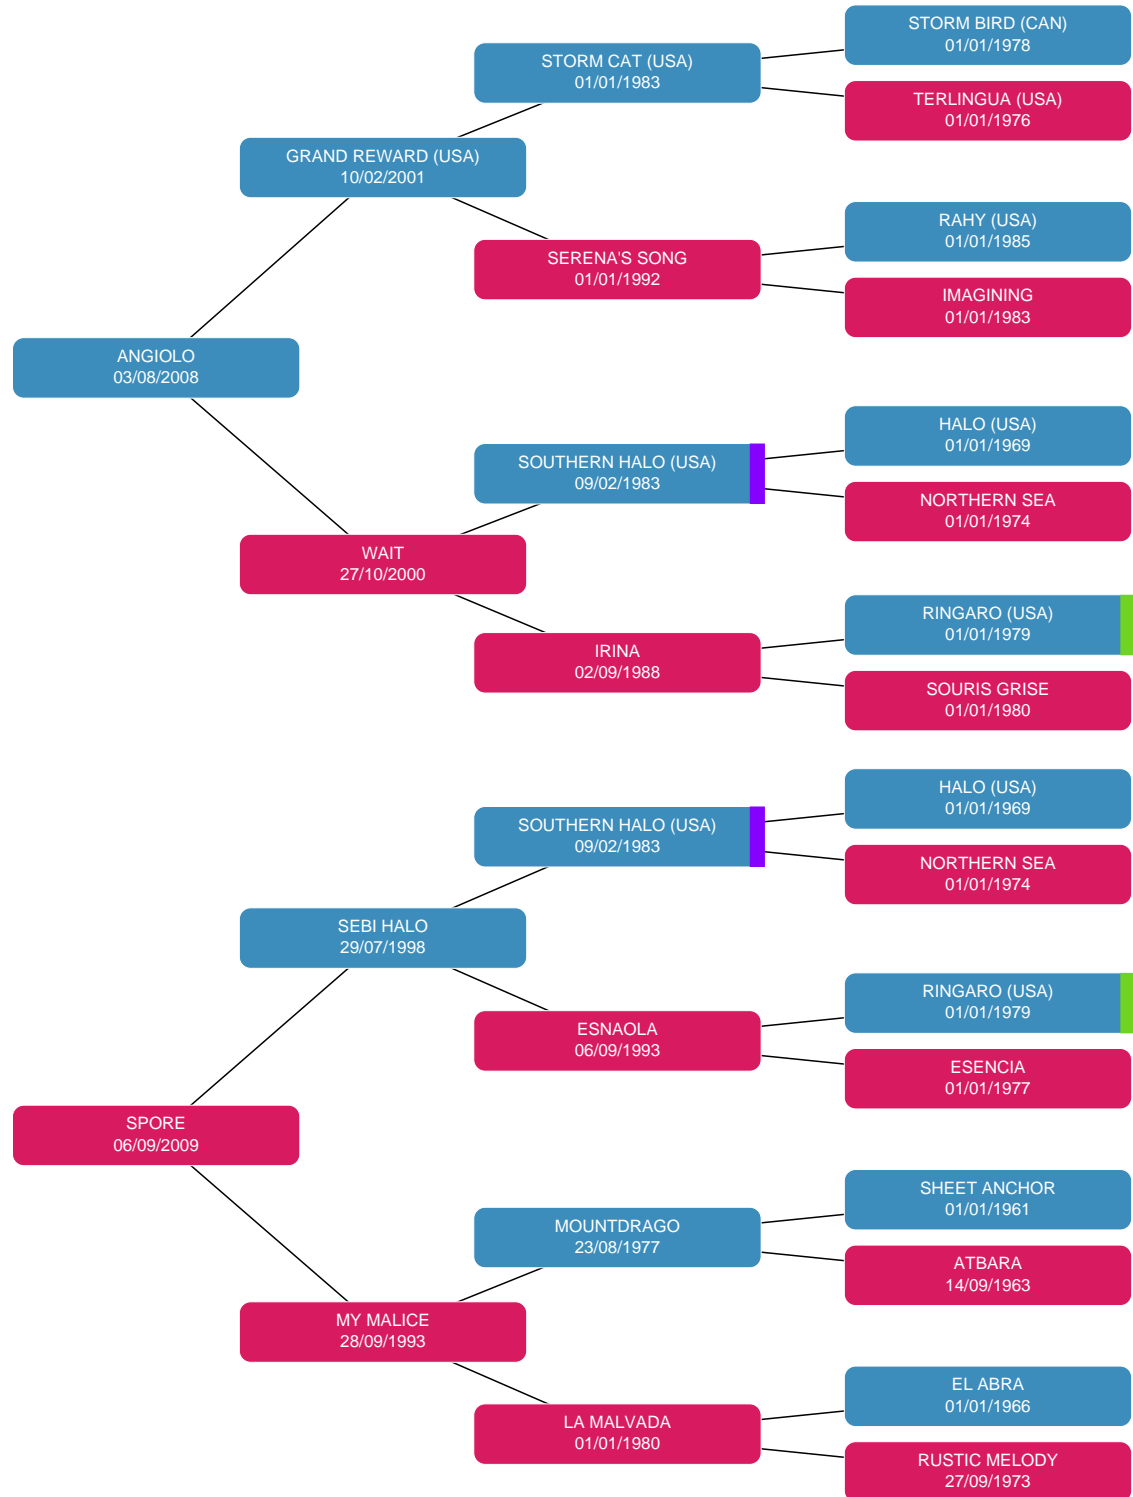 STORM BIRD (CAN)
01/01/1978
STORM CAT (USA)
01/01/1983
TERLINGUA (USA)
01/01/1976
GRAND REWARD (USA)
10/02/2001
RAHY (USA)
01/01/1985
SERENA'S SONG
01/01/1992
IMAGINING
01/01/1983
ANGIOLO
03/08/2008
HALO (USA)
01/01/1969
SOUTHERN HALO (USA)
09/02/1983
NORTHERN SEA
01/01/1974
WAIT
27/10/2000
RINGARO (USA)
01/01/1979
IRINA
02/09/1988
SOURIS GRISE
01/01/1980
HALO (USA)
01/01/1969
SOUTHERN HALO (USA)
09/02/1983
NORTHERN SEA
01/01/1974
SEBI HALO
29/07/1998
RINGARO (USA)
01/01/1979
ESNAOLA
06/09/1993
ESENCIA
01/01/1977
SPORE
06/09/2009
SHEET ANCHOR
01/01/1961
MOUNTDRAGO
23/08/1977
ATBARA
14/09/1963
MY MALICE
28/09/1993
EL ABRA
01/01/1966
LA MALVADA
01/01/1980
RUSTIC MELODY
27/09/1973